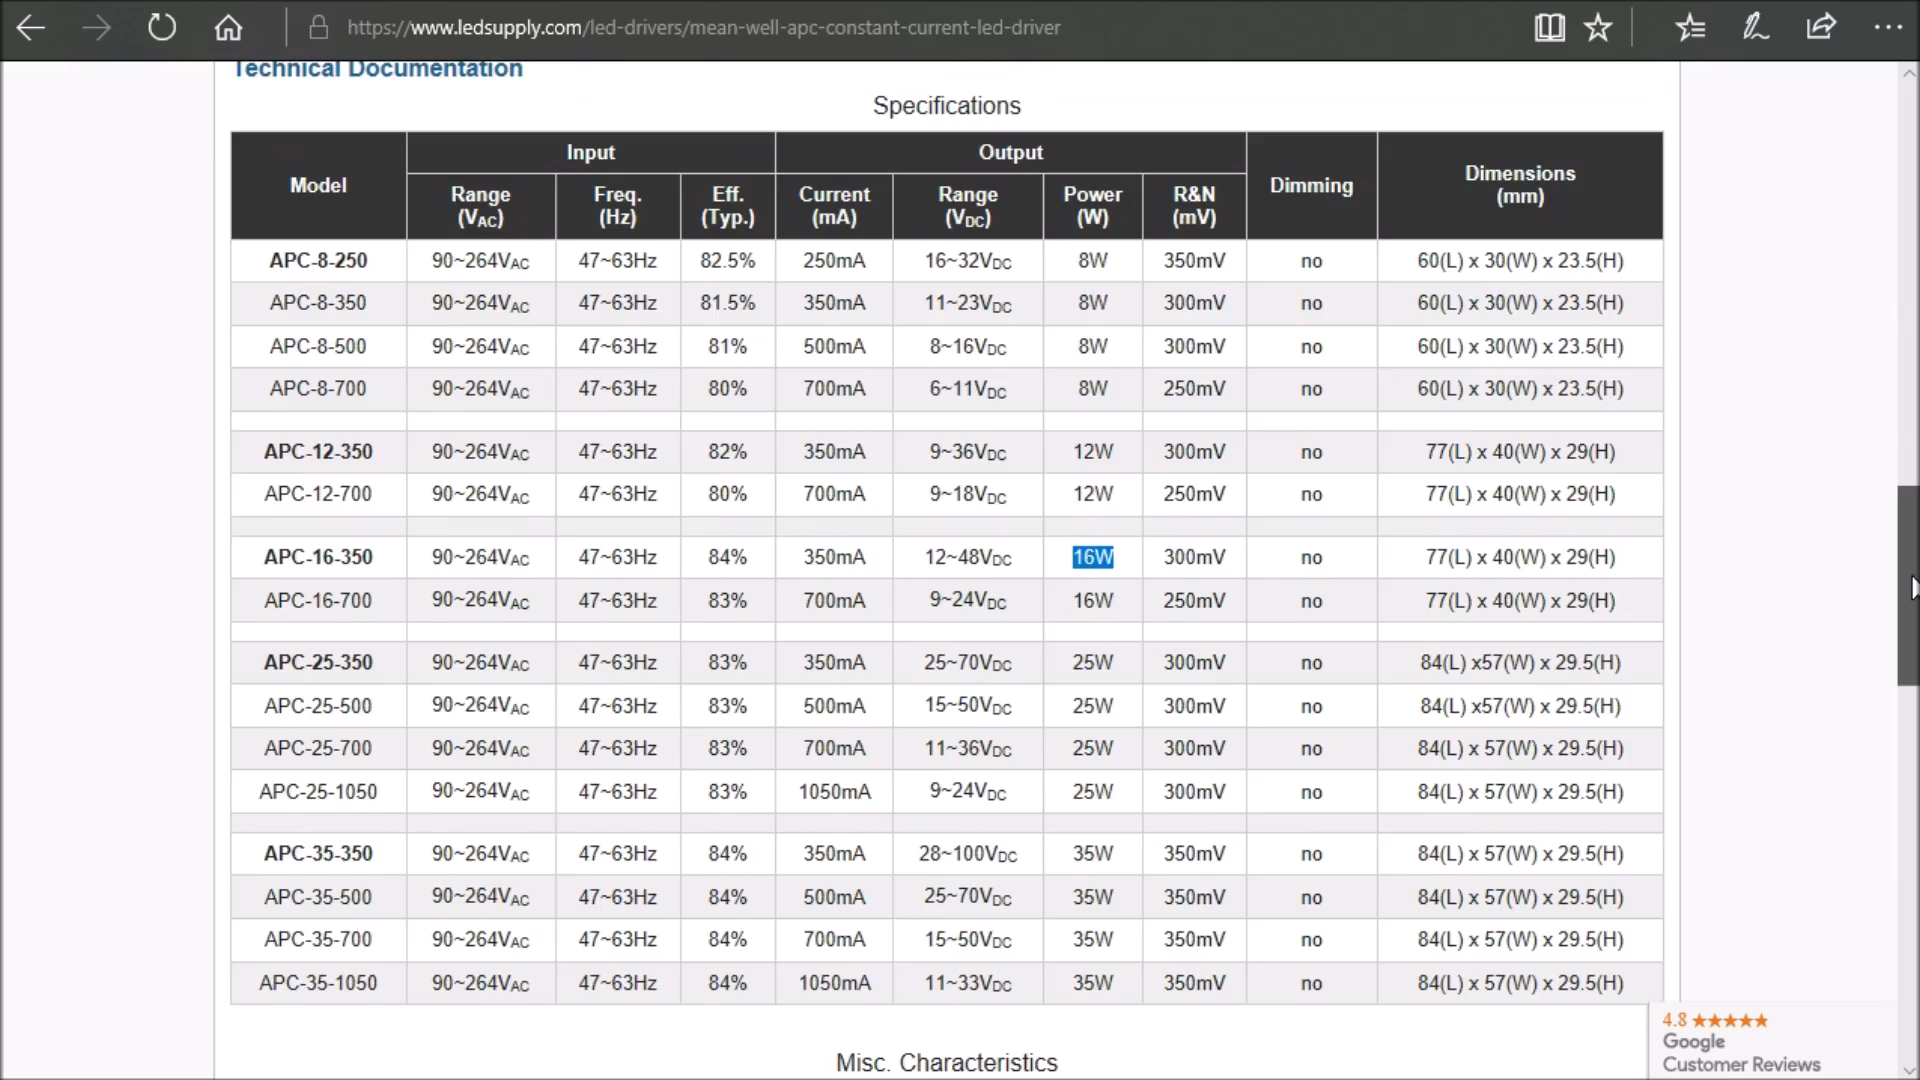 https://www.ledsupply.com/led-drivers/mean-well-apc-constant-current-led-driver
Technical Documentation
Specifications
Model Input Output Dimming Dimensions (mm)
Range (VAC) Freq. (Hz) Eff. (Typ.) Current (mA) Range (VDC) Power (W) R&N (mV)
APC-8-250 90~264VAC 47~63Hz 82.5% 250mA 16~32VDC 8W 350mV no 60(L) x 30(W) x 23.5(H)
APC-8-350 90~264VAC 47~63Hz 81.5% 350mA 11~23VDC 8W 300mV no 60(L) x 30(W) x 23.5(H)
APC-8-500 90~264VAC 47~63Hz 81% 500mA 8~16VDC 8W 300mV no 60(L) x 30(W) x 23.5(H)
APC-8-700 90~264VAC 47~63Hz 80% 700mA 6~11VDC 8W 250mV no 60(L) x 30(W) x 23.5(H)
APC-12-350 90~264VAC 47~63Hz 82% 350mA 9~36VDC 12W 300mV no 77(L) x 40(W) x 29(H)
APC-12-700 90~264VAC 47~63Hz 80% 700mA 9~18VDC 12W 250mV no 77(L) x 40(W) x 29(H)
APC-16-350 90~264VAC 47~63Hz 84% 350mA 12~48VDC 16W 300mV no 77(L) x 40(W) x 29(H)
APC-16-700 90~264VAC 47~63Hz 83% 700mA 9~24VDC 16W 250mV no 77(L) x 40(W) x 29(H)
APC-25-350 90~264VAC 47~63Hz 83% 350mA 25~70VDC 25W 300mV no 84(L) x57(W) x 29.5(H)
APC-25-500 90~264VAC 47~63Hz 83% 500mA 15~50VDC 25W 300mV no 84(L) x57(W) x 29.5(H)
APC-25-700 90~264VAC 47~63Hz 83% 700mA 11~36VDC 25W 300mV no 84(L) x 57(W) x 29.5(H)
APC-25-1050 90~264VAC 47~63Hz 83% 1050mA 9~24VDC 25W 300mV no 84(L) x 57(W) x 29.5(H)
APC-35-350 90~264VAC 47~63Hz 84% 350mA 28~100VDC 35W 350mV no 84(L) x 57(W) x 29.5(H)
APC-35-500 90~264VAC 47~63Hz 84% 500mA 25~70VDC 35W 350mV no 84(L) x 57(W) x 29.5(H)
APC-35-700 90~264VAC 47~63Hz 84% 700mA 15~50VDC 35W 350mV no 84(L) x 57(W) x 29.5(H)
APC-35-1050 90~264VAC 47~63Hz 84% 1050mA 11~33VDC 35W 350mV no 84(L) x 57(W) x 29.5(H)
4.8 ★★★★★
Google
Customer Reviews
Misc. Characteristics